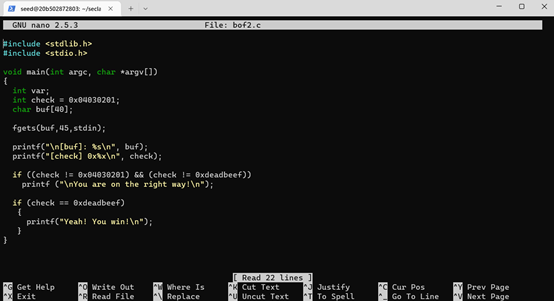 seed@20b502872803: ~/secla
GNU nano 2.5.3 File: bof2.c
#include <stdlib.h>
#include <stdio.h>
void main(int argc, char *argv[])
{
  int var;
  int check = 0x04030201;
  char buf[40];
  fgets(buf,45,stdin);
  printf("\n[buf]: %s\n", buf);
  printf("[check] 0x%x\n", check);
  if ((check != 0x04030201) && (check != 0xdeadbeef))
    printf ("\nYou are on the right way!\n");
  if (check == 0xdeadbeef)
   {
     printf("Yeah! You win!\n");
   }
}
[ Read 22 lines ]
^G Get Help ^O Write Out ^W Where Is ^K Cut Text ^J Justify ^C Cur Pos ^Y Prev Page
^X Exit ^R Read File ^\ Replace ^U Uncut Text ^T To Spell ^_ Go To Line ^V Next Page